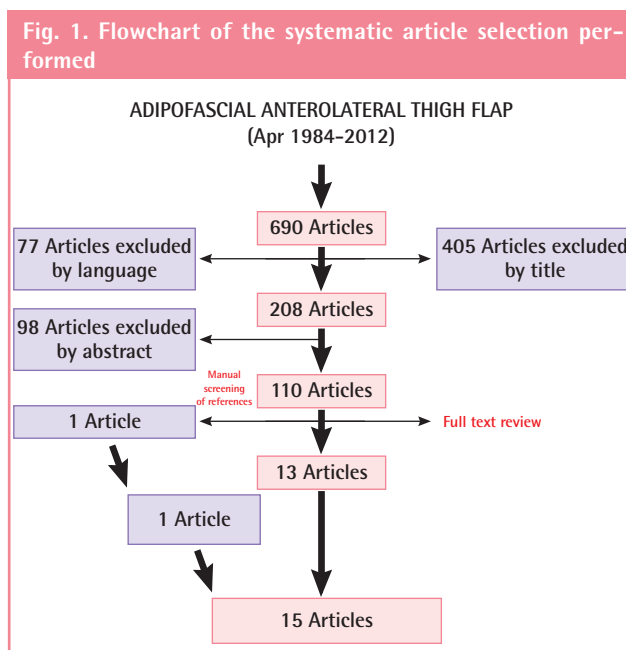 Fig. 1. Flowchart of the systematic article selection per-
formed
ADIPOFASCIAL ANTEROLATERAL THIGH FLAP
(Apr 1984-2012)
690 Articles
77 Articles excluded
by language
405 Articles excluded
by title
208 Articles
98 Articles excluded
by abstract
110 Articles
Manual
screening
of references
1 Article
Full text review
13 Articles
1 Article
15 Articles